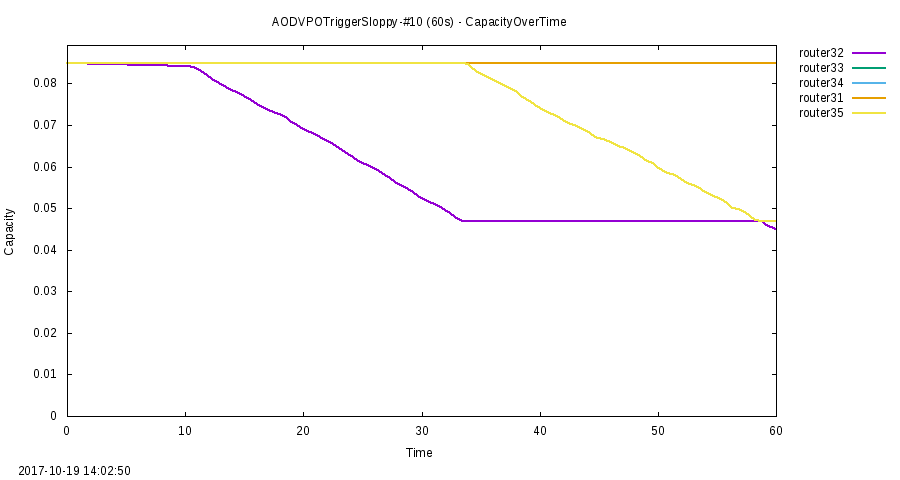 AODVPOTriggerSloppy-#10 (60s) - CapacityOverTime
router32
router33
router34
router31
router35
0.08
0.07
0.06
0.05
0.04
0.03
0.02
0.01
0
Capacity
0 10 20 30 40 50 60
Time
2017-10-19 14:02:50